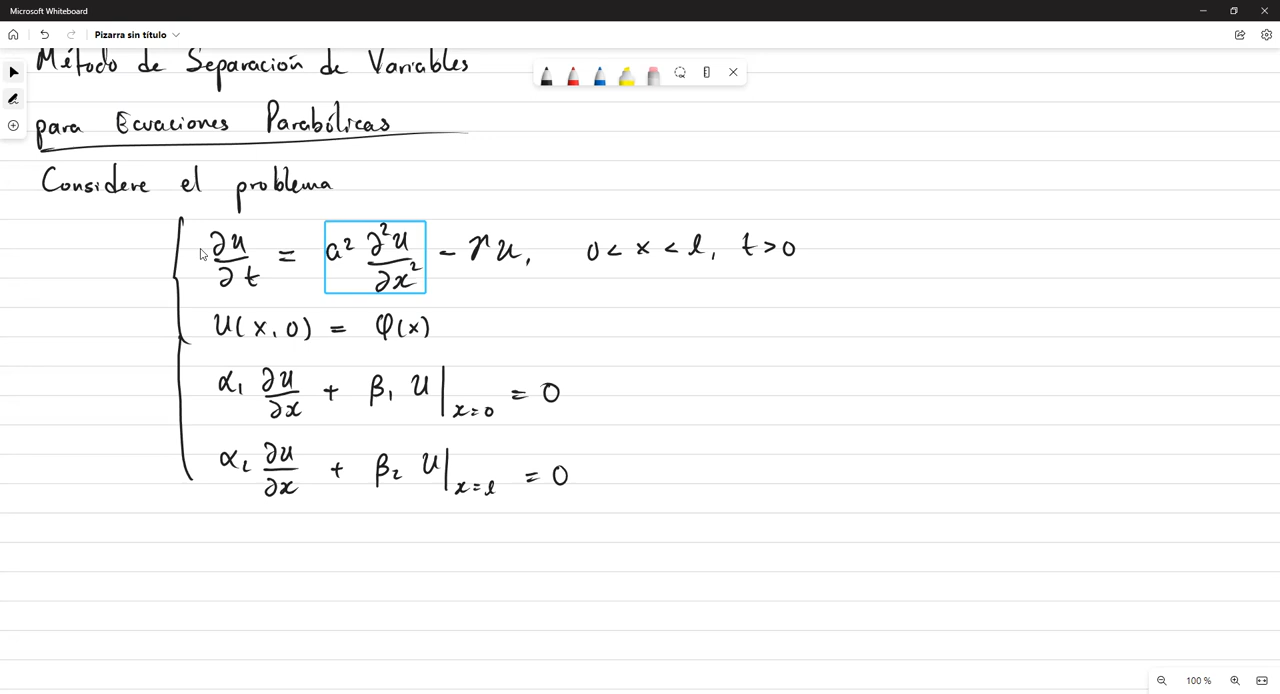 Microsoft Whiteboard
Pizarra sin título
Método de Separación de Variables
para Ecuaciones Parabólicas
Considere el problema
∂u/∂t = a² ∂²u/∂x² - γu, 0 < x < l, t > 0
u(x,0) = φ(x)
α₁ ∂u/∂x + β₁ u|ₓ₌₀ = 0
α₂ ∂u/∂x + β₂ u|ₓ₌ₗ = 0
100 %